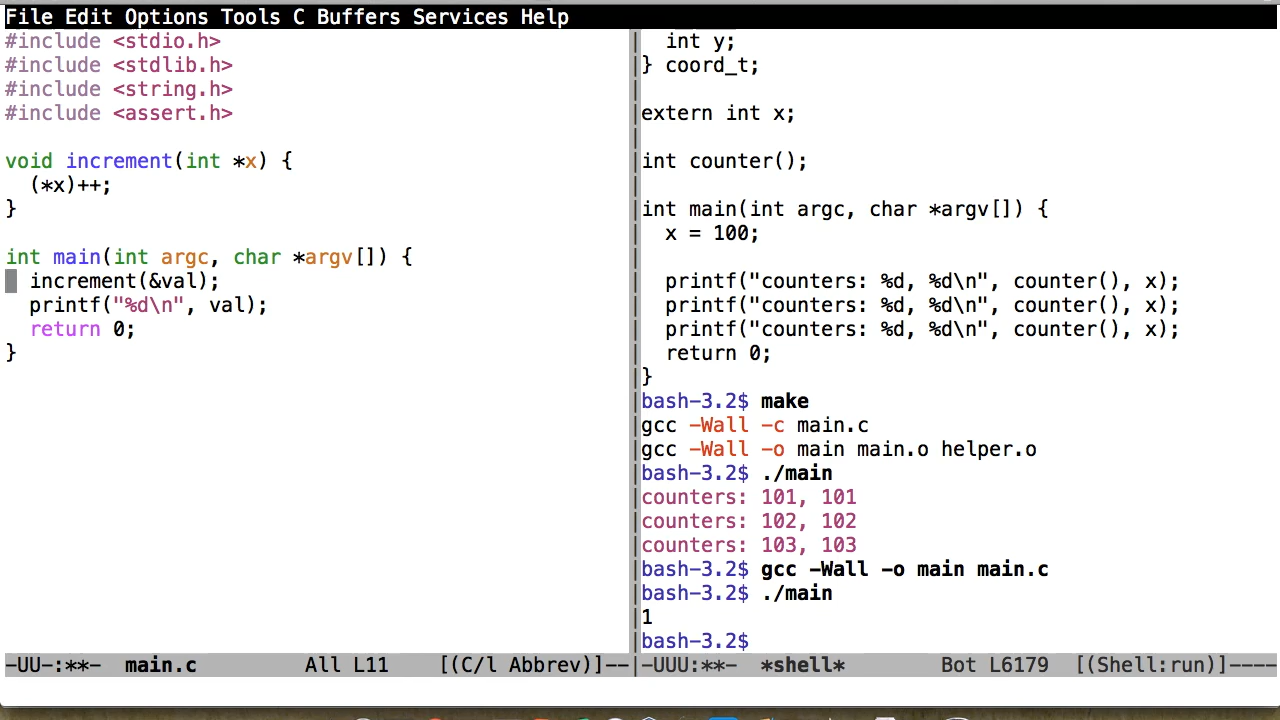 File Edit Options Tools C Buffers Services Help
#include <stdio.h>
#include <stdlib.h>
#include <string.h>
#include <assert.h>
void increment(int *x) {
(*x)++;
}
int main(int argc, char *argv[]) {
increment(&val);
printf("%d\n", val);
return 0;
}
-UU-:**- main.c All L11 [(C/l Abbrev)]--
int y;
} coord_t;
extern int x;
int counter();
int main(int argc, char *argv[]) {
x = 100;
printf("counters: %d, %d\n", counter(), x);
printf("counters: %d, %d\n", counter(), x);
printf("counters: %d, %d\n", counter(), x);
return 0;
}
bash-3.2$ make
gcc -Wall -c main.c
gcc -Wall -o main main.o helper.o
bash-3.2$ ./main
counters: 101, 101
counters: 102, 102
counters: 103, 103
bash-3.2$ gcc -Wall -o main main.c
bash-3.2$ ./main
1
bash-3.2$
-UUU:**- *shell* Bot L6179 [(Shell:run)]----